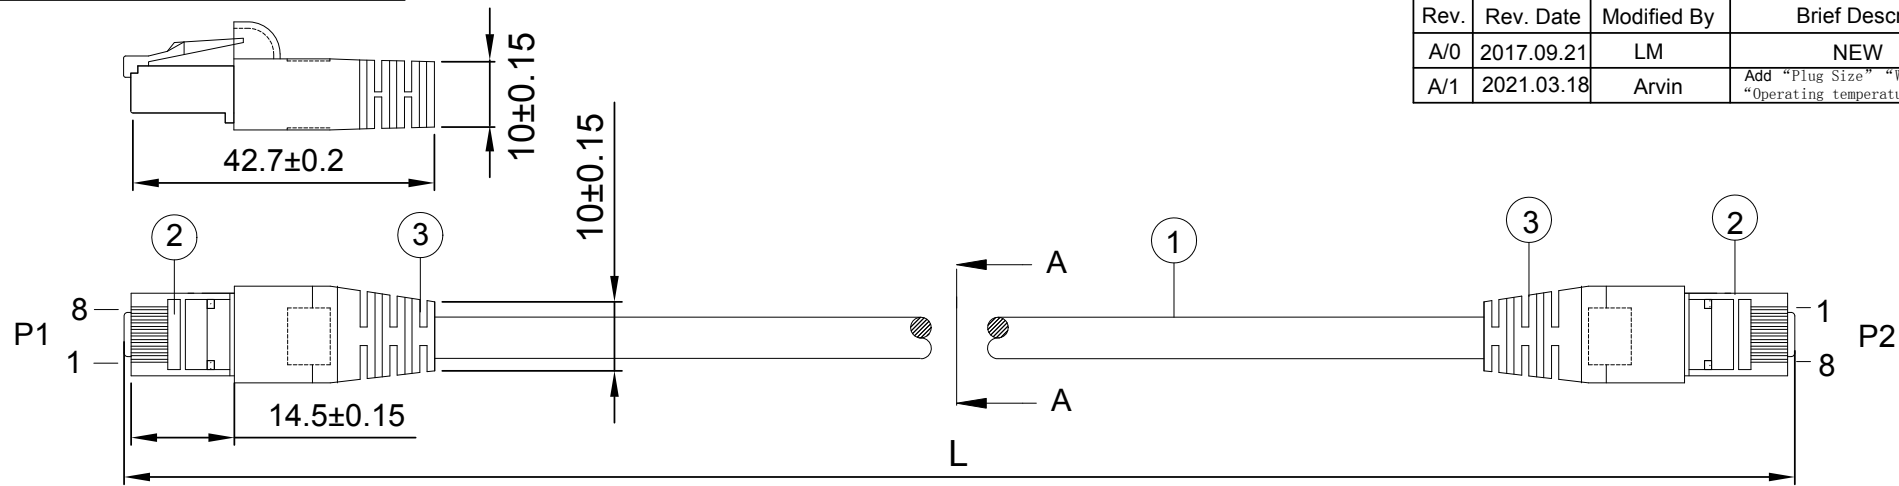 Rev. Rev. Date Modified By Brief Descr
A/0 2017.09.21 LM NEW
A/1 2021.03.18 Arvin Add “Plug Size”
“Operating
10±0.15
42.7±0.2
10±0.15
2
3
1
3
2
A
8
1
P1
P2
1
8
A
14.5±0.15
L